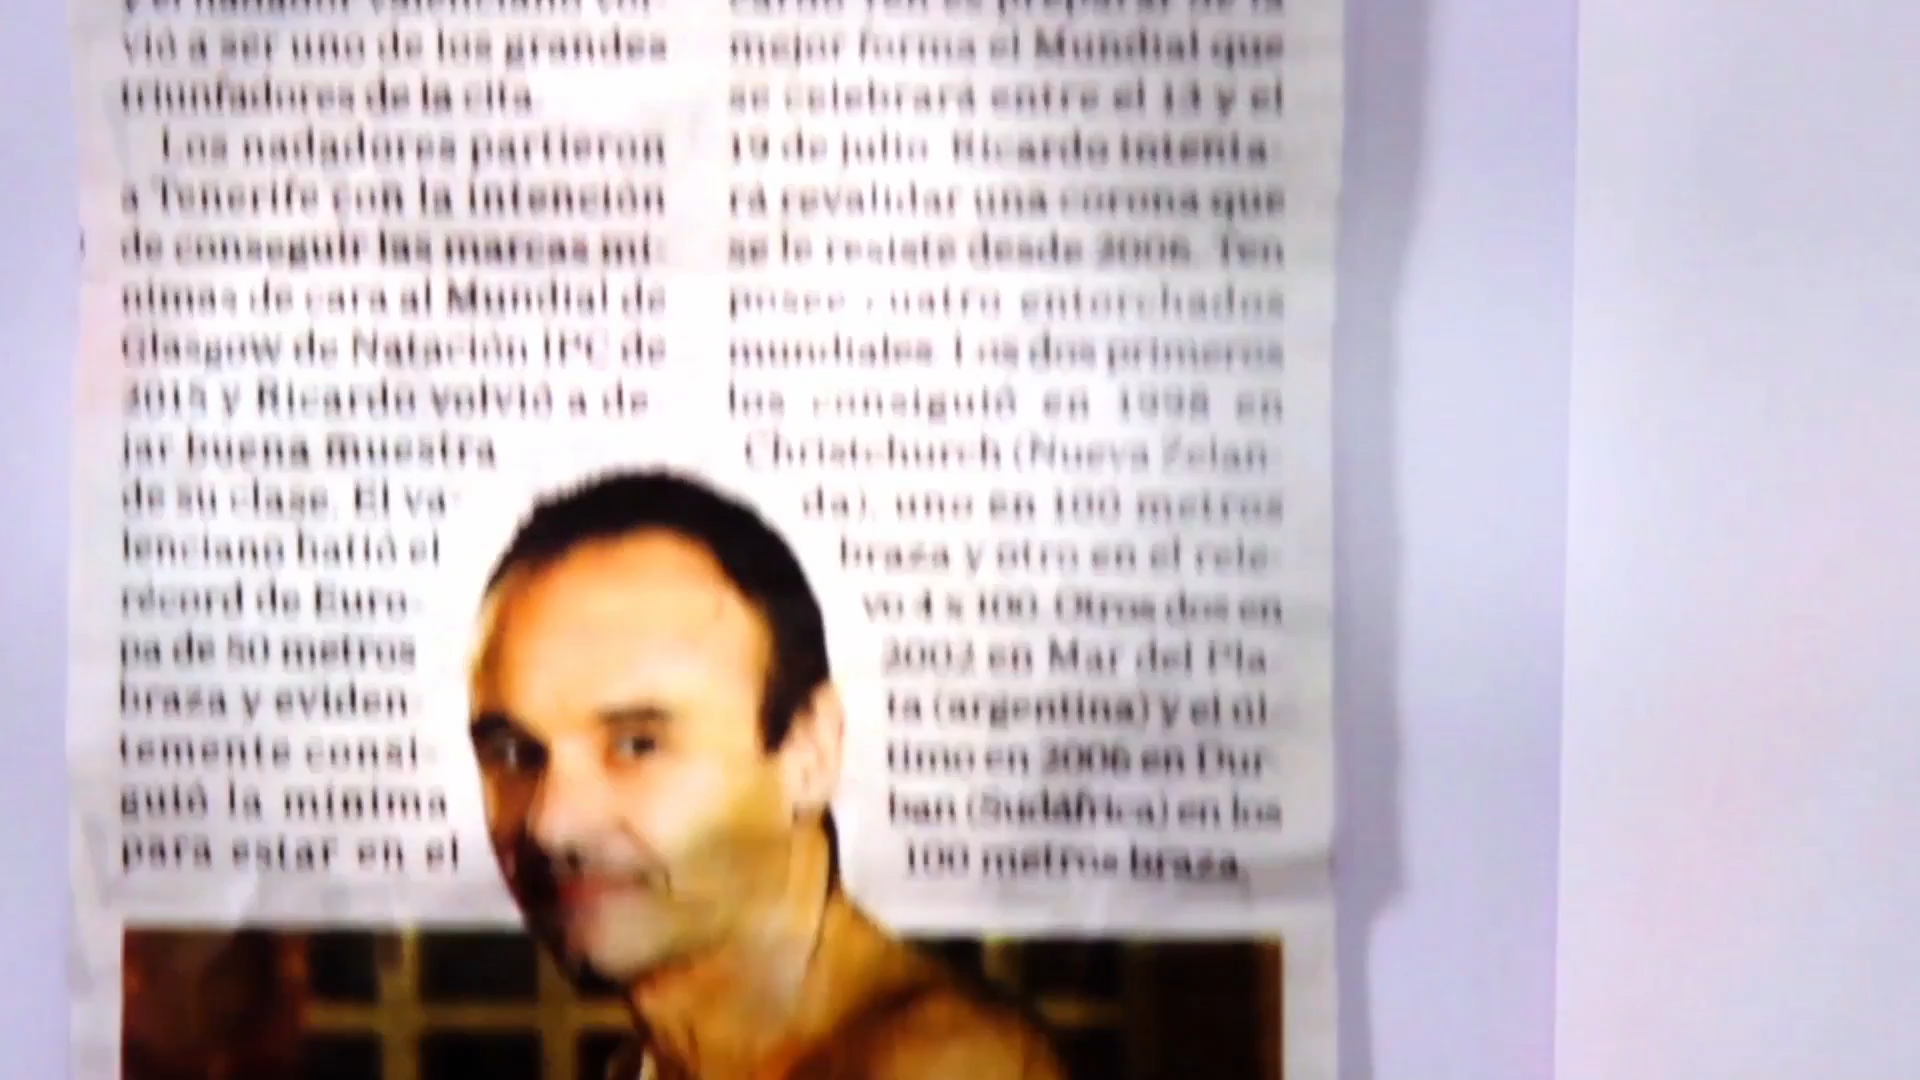 vió a ser uno de los grandes
triunfadores de la cita.
Los nadadores partieron
a Tenerife con la intención
de conseguir las marcas mí-
nimas de cara al Mundial de
Glasgow de Natación IPC de
2015 y Ricardo volvió a de-
jar buena muestra
de su clase. El va-
lenciano batió el
récord de Euro-
pa de 50 metros
braza y eviden-
temente consi-
guió la mínima
para estar en el
mejor forma el Mundial que
se celebrará entre el 13 y el
19 de julio. Ricardo intenta-
rá revalidar una corona que
se le resiste desde 2006. Ten
posee cuatro entorchados
mundiales. Los dos primeros
los consiguió en 1998 en
Christchurch (Nueva Zelan-
da), uno en 100 metros
braza y otro en el rele-
vo 4 x 100. Otros dos en
2002 en Mar del Pla-
ta (argentina) y el úl-
timo en 2006 en Dur-
ban (Sudáfrica) en los
100 metros braza.